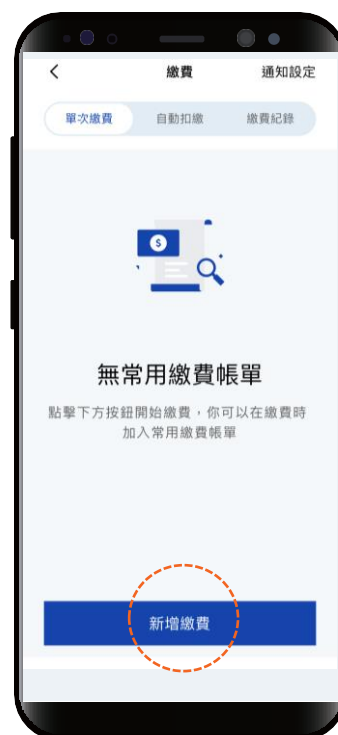 繳費
通知設定
單次繳費
自動扣繳
繳費紀錄
$
無常用繳費帳單
點擊下方按鈕開始繳費，你可以在繳費時
加入常用繳費帳單
新增繳費